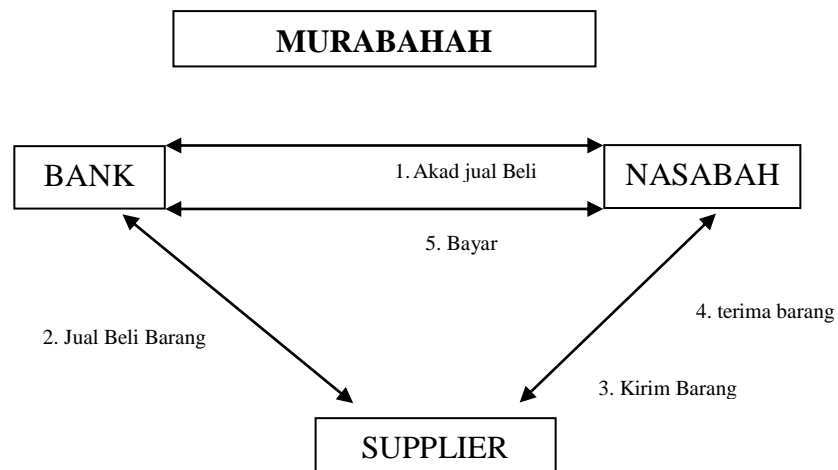 MURABAHAH
BANK
1. Akad jual Beli
NASABAH
5. Bayar
4. terima barang
2. Jual Beli Barang
3. Kirim Barang
SUPPLIER